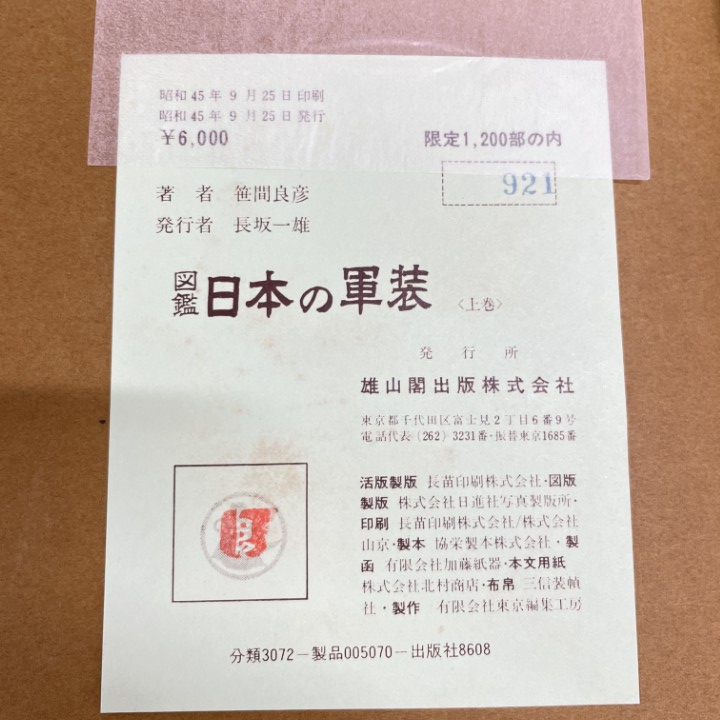 昭和45年9月25日印刷
昭和45年9月25日発行
￥6,000
限定1,200部の内
921
著者 笹間良彦
発行者 長坂一雄
図鑑 日本の軍装 〈上巻〉
発行所
雄山閣出版株式会社
東京都千代田区富士見2丁目6番9号
電話代表(262)3231番・振替東京1685番
活版製版 長苗印刷株式会社・図版
製版 株式会社日進社写真製版所・
印刷 長苗印刷株式会社/株式会社
山京・製本 協栄製本株式会社・製
函 有限会社加藤紙器・本文用紙
株式会社北村商店・布帛 三信装幀
社・製作 有限会社東京編集工房
分類3072－製品005070－出版社8608